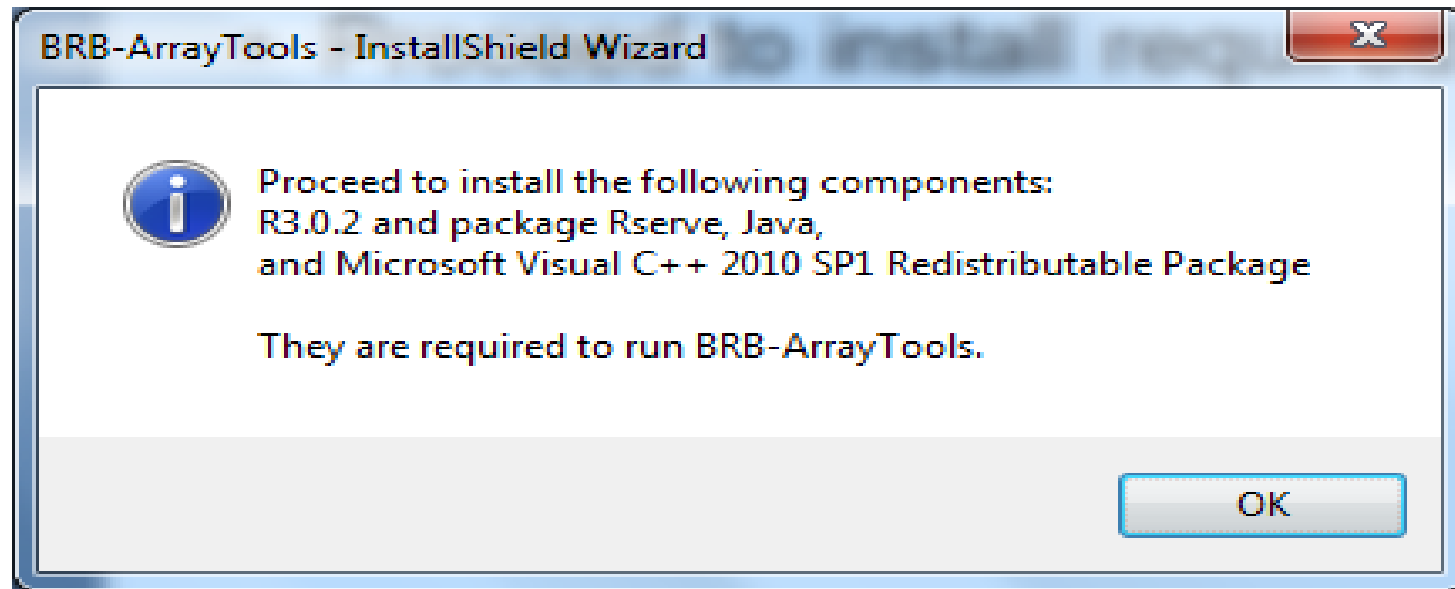 BRB-ArrayTools - InstallShield Wizard
Proceed to install the following components:
R3.0.2 and package Rserve, Java,
and Microsoft Visual C++ 2010 SP1 Redistributable Package
They are required to run BRB-ArrayTools.
OK